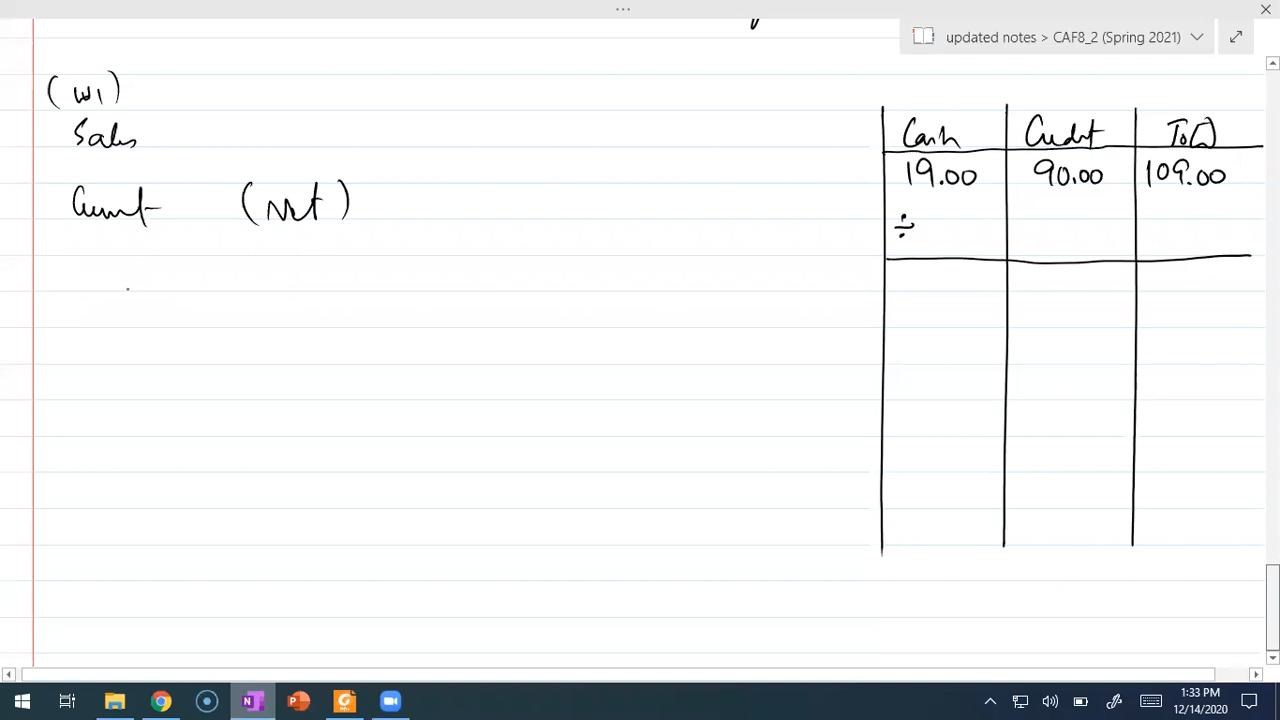 updated notes > CAF8_2 (Spring 2021)
(W1)
Sales
Cash Credit Total
19.00 90.00 109.00
Current (Net)
÷
1:33 PM
12/14/2020